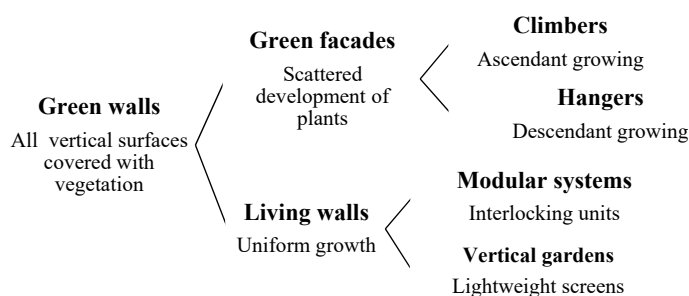 Green walls
All vertical surfaces
covered with
vegetation
Green facades
Scattered
development of
plants
Climbers
Ascendant growing
Hangers
Descendant growing
Living walls
Uniform growth
Modular systems
Interlocking units
Vertical gardens
Lightweight screens